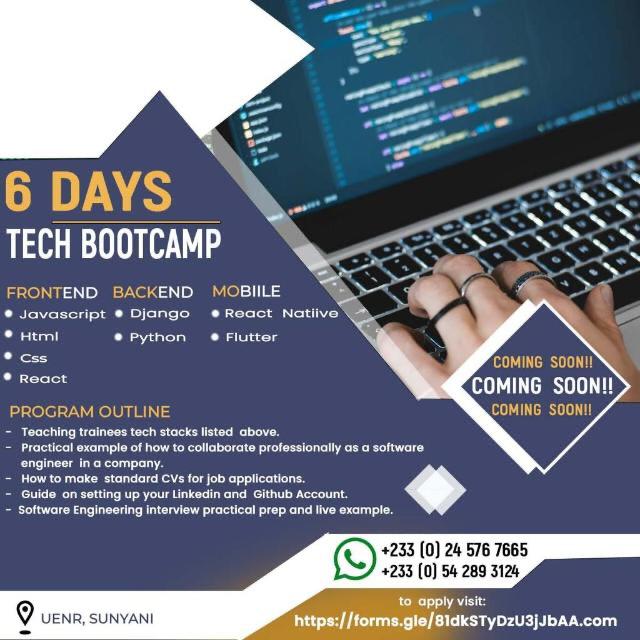 6 DAYS
TECH BOOTCAMP
FRONTEND
Javascript
Html
Css
React
BACKEND
Django
Python
MOBIILE
React Natiive
Flutter
COMING SOON!!
COMING SOON!!
COMING SOON!!
PROGRAM OUTLINE
- Teaching trainees tech stacks listed above.
- Practical example of how to collaborate professionally as a software
engineer in a company.
- How to make standard CVs for job applications.
- Guide on setting up your Linkedin and Github Account.
- Software Engineering interview practical prep and live example.
+233 (0) 24 576 7665
+233 (0) 54 289 3124
UENR, SUNYANI
to apply visit:
https://forms.gle/81dkSTyDzU3jJbAA.com